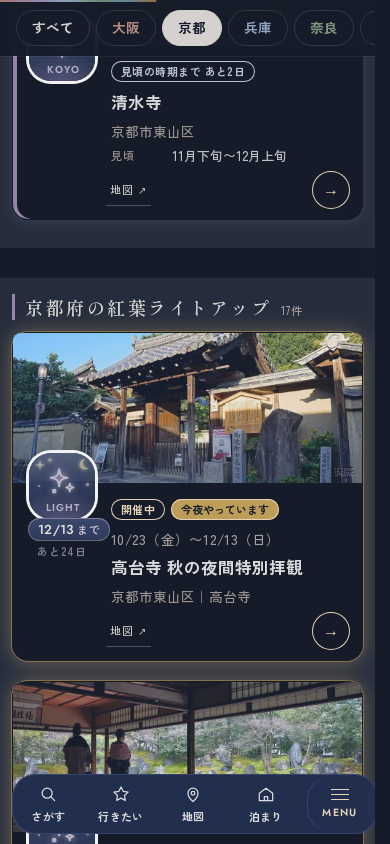 すべて
大阪
京都
兵庫
奈良
KOYO
見頃の時期まで あと2日
清水寺
京都市東山区
見頃 11月下旬〜12月上旬
地図 ↗
→
京都府の紅葉ライトアップ 17件
LIGHT
12/13 まで
あと24日
開催中
今夜やっています
10/23（金）〜12/13（日）
高台寺 秋の夜間特別拝観
京都市東山区｜高台寺
地図 ↗
→
さがす
行きたい
地図
泊まり
MENU